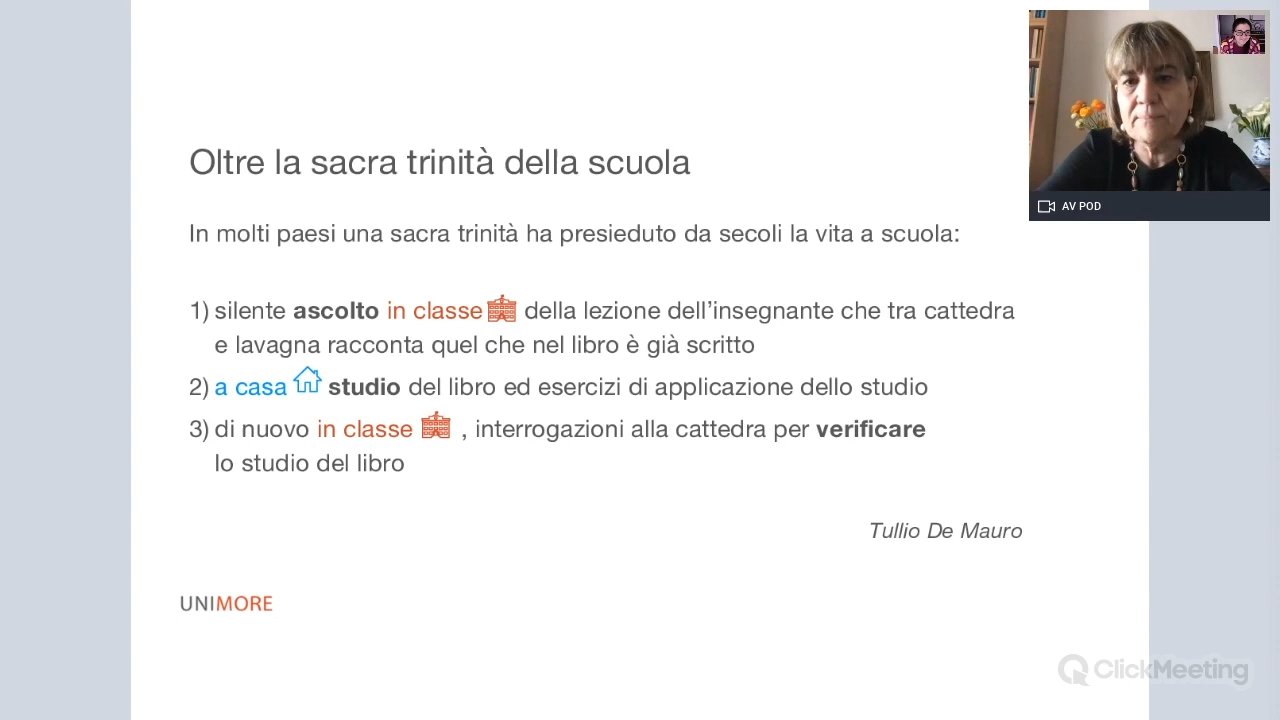 Oltre la sacra trinità della scuola
In molti paesi una sacra trinità ha presieduto da secoli la vita a scuola:
1) silente ascolto in classe della lezione dell’insegnante che tra cattedra
e lavagna racconta quel che nel libro è già scritto
2) a casa studio del libro ed esercizi di applicazione dello studio
3) di nuovo in classe , interrogazioni alla cattedra per verificare
lo studio del libro
Tullio De Mauro
UNIMORE
AV POD
ClickMeeting